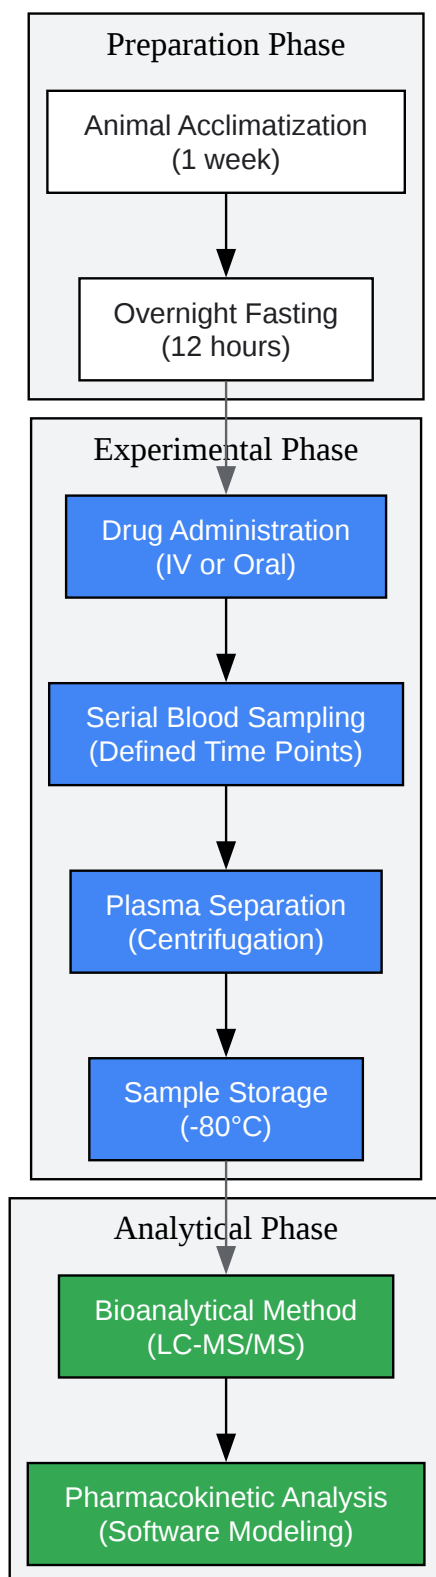 Preparation Phase
Animal Acclimatization
(1 week)
Overnight Fasting
(12 hours)
Experimental Phase
Drug Administration
(IV or Oral)
Serial Blood Sampling
(Defined Time Points)
Plasma Separation
(Centrifugation)
Sample Storage
(-80°C)
Analytical Phase
Bioanalytical Method
(LC-MS/MS)
Pharmacokinetic Analysis
(Software Modeling)